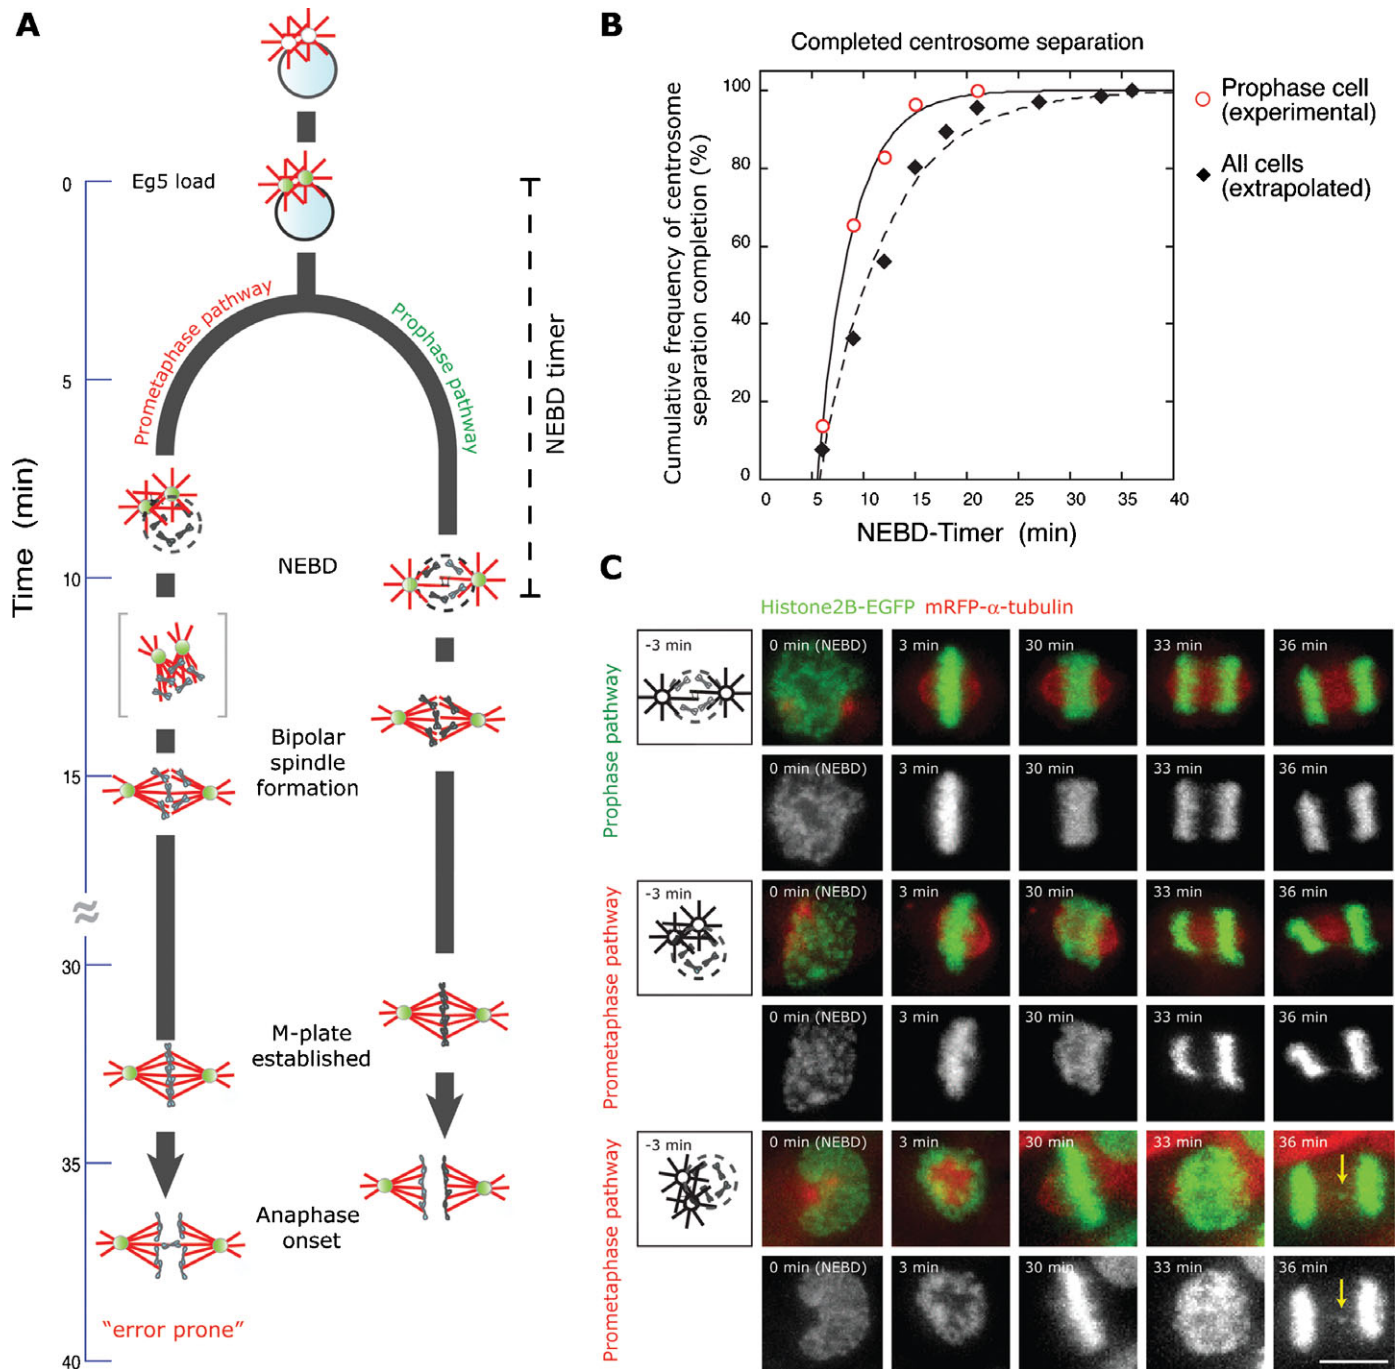 A
Eg5 load
Prometaphase pathway
Prophase pathway
NEBD timer
Time (min)
0
5
10
15
30
35
40
NEBD
Bipolar
spindle
formation
M-plate
established
Anaphase
onset
“error prone”
B
Completed centrosome separation
Cumulative frequency of centrosome
separation completion (%)
100
80
60
40
20
0
0 5 10 15 20 25 30 35 40
NEBD-Timer (min)
Prophase cell
(experimental)
All cells
(extrapolated)
C
Histone2B-EGFP mRFP-α-tubulin
Prophase pathway
-3 min
0 min (NEBD)
3 min
30 min
33 min
36 min
0 min (NEBD)
3 min
30 min
33 min
36 min
Prometaphase pathway
-3 min
0 min (NEBD)
3 min
30 min
33 min
36 min
0 min (NEBD)
3 min
30 min
33 min
36 min
Prometaphase pathway
-3 min
0 min (NEBD)
3 min
30 min
33 min
36 min
0 min (NEBD)
3 min
30 min
33 min
36 min